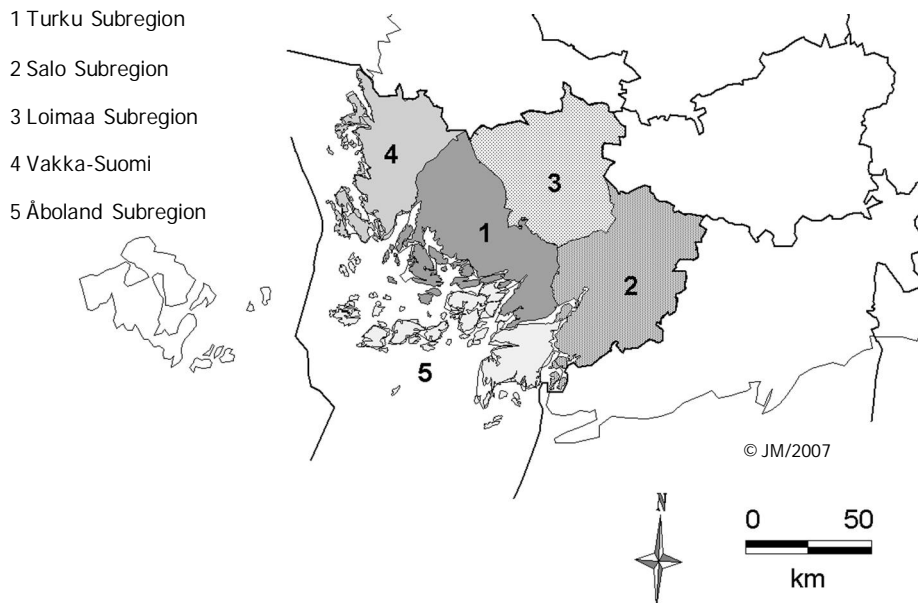 1 Turku Subregion
2 Salo Subregion
3 Loimaa Subregion
4 Vakka-Suomi
5 Åboland Subregion
4
3
1
2
5
© JM/2007
N
0 50
km